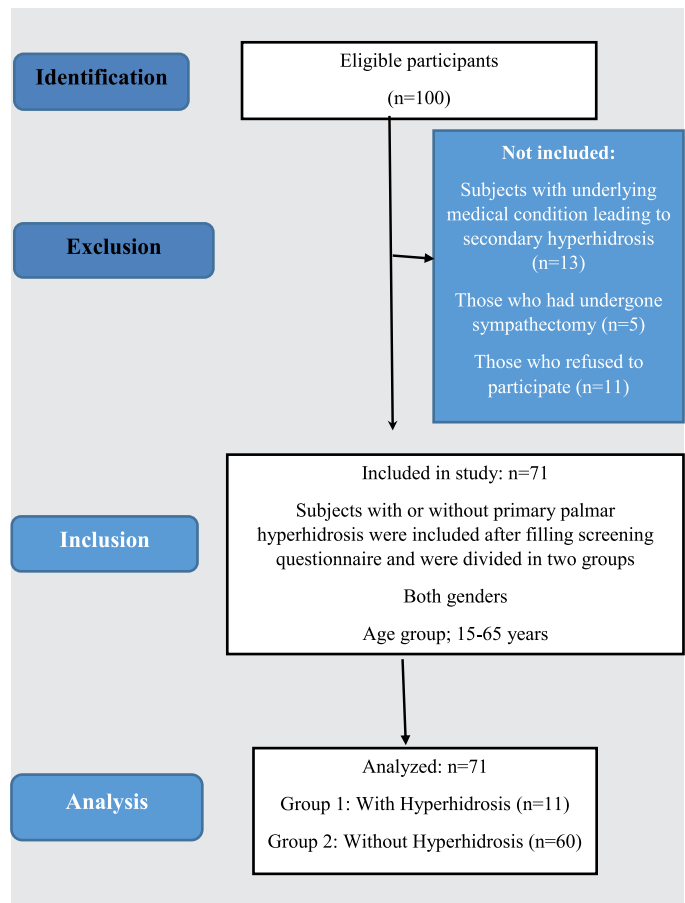 Identification
Eligible participants
(n=100)
Not included:
Subjects with underlying
medical condition leading to
secondary hyperhidrosis
(n=13)
Those who had undergone
sympathectomy (n=5)
Those who refused to
participate (n=11)
Exclusion
Included in study: n=71
Subjects with or without primary palmar
hyperhidrosis were included after filling screening
questionnaire and were divided in two groups
Both genders
Age group; 15-65 years
Inclusion
Analyzed: n=71
Group 1: With Hyperhidrosis (n=11)
Group 2: Without Hyperhidrosis (n=60)
Analysis